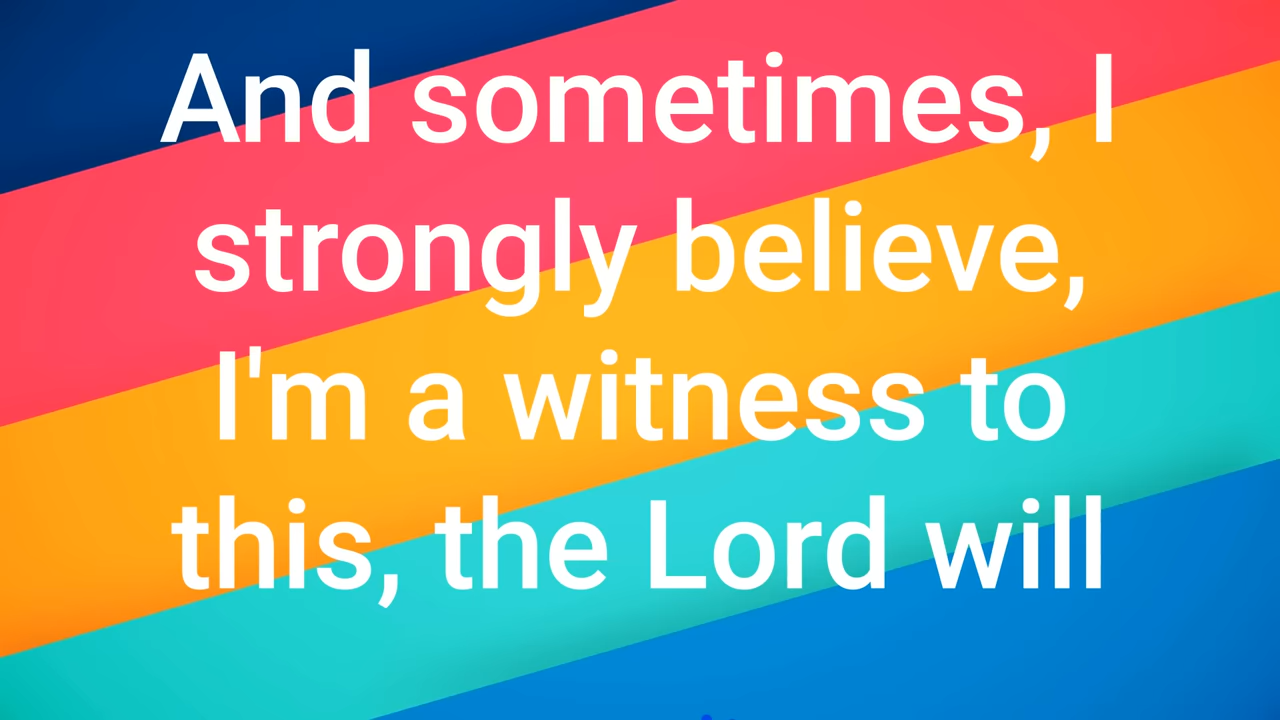 And sometimes, I
strongly believe,
I'm a witness to
this, the Lord will